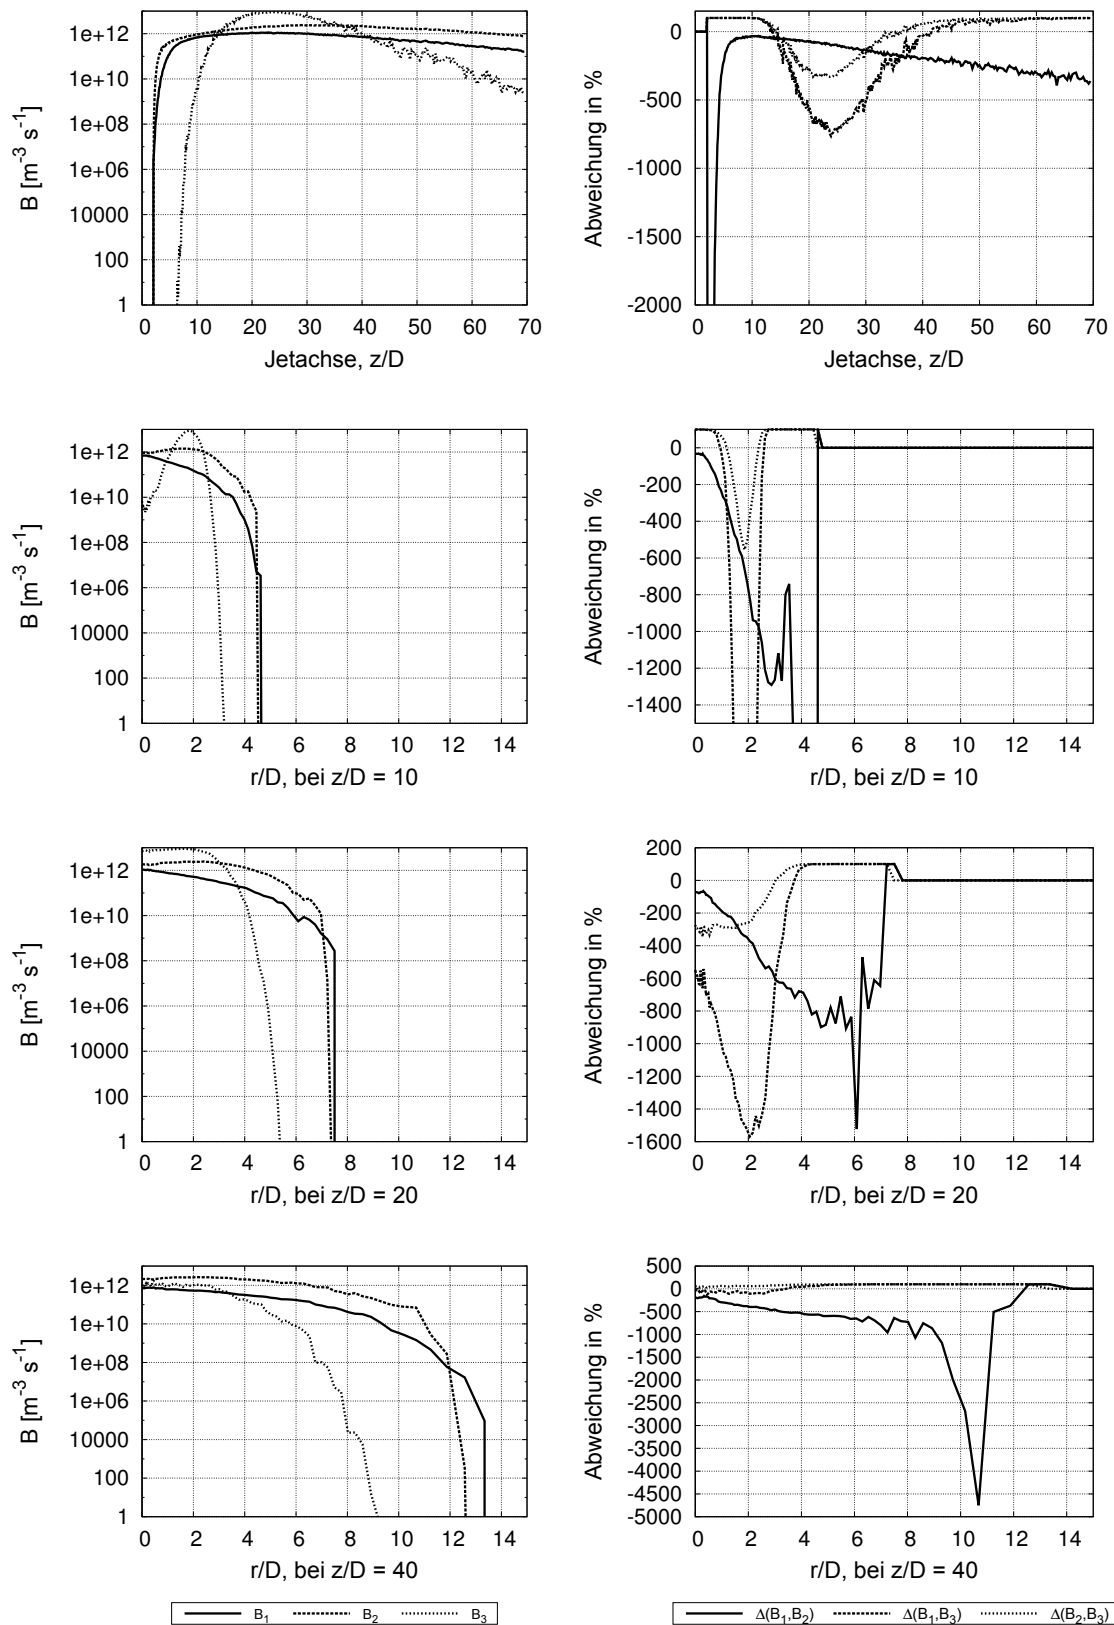 B [m⁻³ s⁻¹]
1e+12
1e+10
1e+08
1e+06
10000
100
1
0 10 20 30 40 50 60 70
Jetachse, z/D
Abweichung in %
0
-500
-1000
-1500
-2000
0 10 20 30 40 50 60 70
Jetachse, z/D
B [m⁻³ s⁻¹]
1e+12
1e+10
1e+08
1e+06
10000
100
1
0 2 4 6 8 10 12 14
r/D, bei z/D = 10
Abweichung in %
0
-200
-400
-600
-800
-1000
-1200
-1400
0 2 4 6 8 10 12 14
r/D, bei z/D = 10
B [m⁻³ s⁻¹]
1e+12
1e+10
1e+08
1e+06
10000
100
1
0 2 4 6 8 10 12 14
r/D, bei z/D = 20
Abweichung in %
200
0
-200
-400
-600
-800
-1000
-1200
-1400
-1600
0 2 4 6 8 10 12 14
r/D, bei z/D = 20
B [m⁻³ s⁻¹]
1e+12
1e+10
1e+08
1e+06
10000
100
1
0 2 4 6 8 10 12 14
r/D, bei z/D = 40
Abweichung in %
500
0
-500
-1000
-1500
-2000
-2500
-3000
-3500
-4000
-4500
-5000
0 2 4 6 8 10 12 14
r/D, bei z/D = 40
B₁ B₂ B₃
Δ(B₁,B₂) Δ(B₁,B₃) Δ(B₂,B₃)